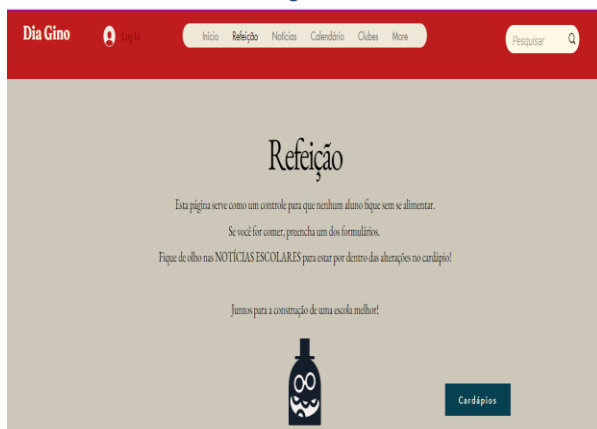 Dia Gino
Log In
Início Refeição Notícias Calendário Clubes More
Pesquisar
Refeição
Esta página serve como um controle para que nenhum aluno fique sem se alimentar.
Se você for comer, preencha um dos formulários.
Fique de olho nas NOTÍCIAS ESCOLARES para estar por dentro das alterações no cardápio!
Juntos para a construção de uma escola melhor!
Cardápios